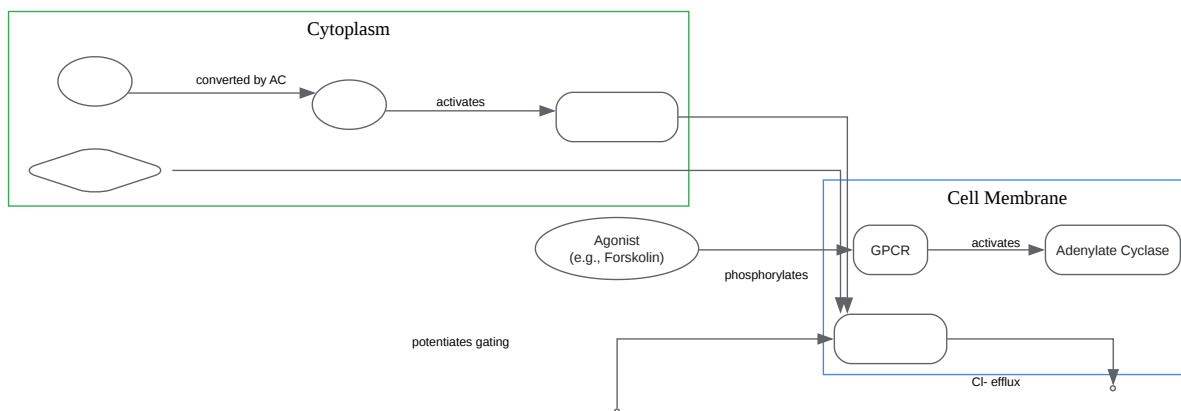 Cytoplasm
converted by AC
activates
Cell Membrane
Agonist
(e.g., Forskolin)
GPCR
activates
Adenylate Cyclase
phosphorylates
potentiates gating
Cl- efflux